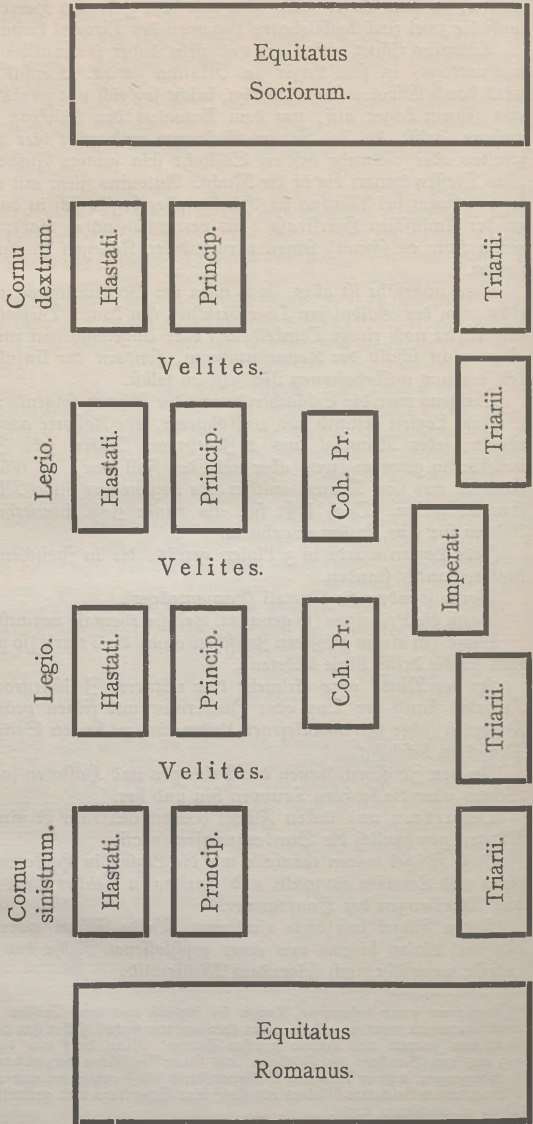 Equitatus
Sociorum.
Cornu
dextrum.
Hastati.
Princip.
Triarii.
Velites.
Legio.
Hastati.
Princip.
Coh. Pr.
Triarii.
Velites.
Imperat.
Legio.
Hastati.
Princip.
Coh. Pr.
Triarii.
Velites.
Cornu
sinistrum.
Hastati.
Princip.
Triarii.
Equitatus
Romanus.